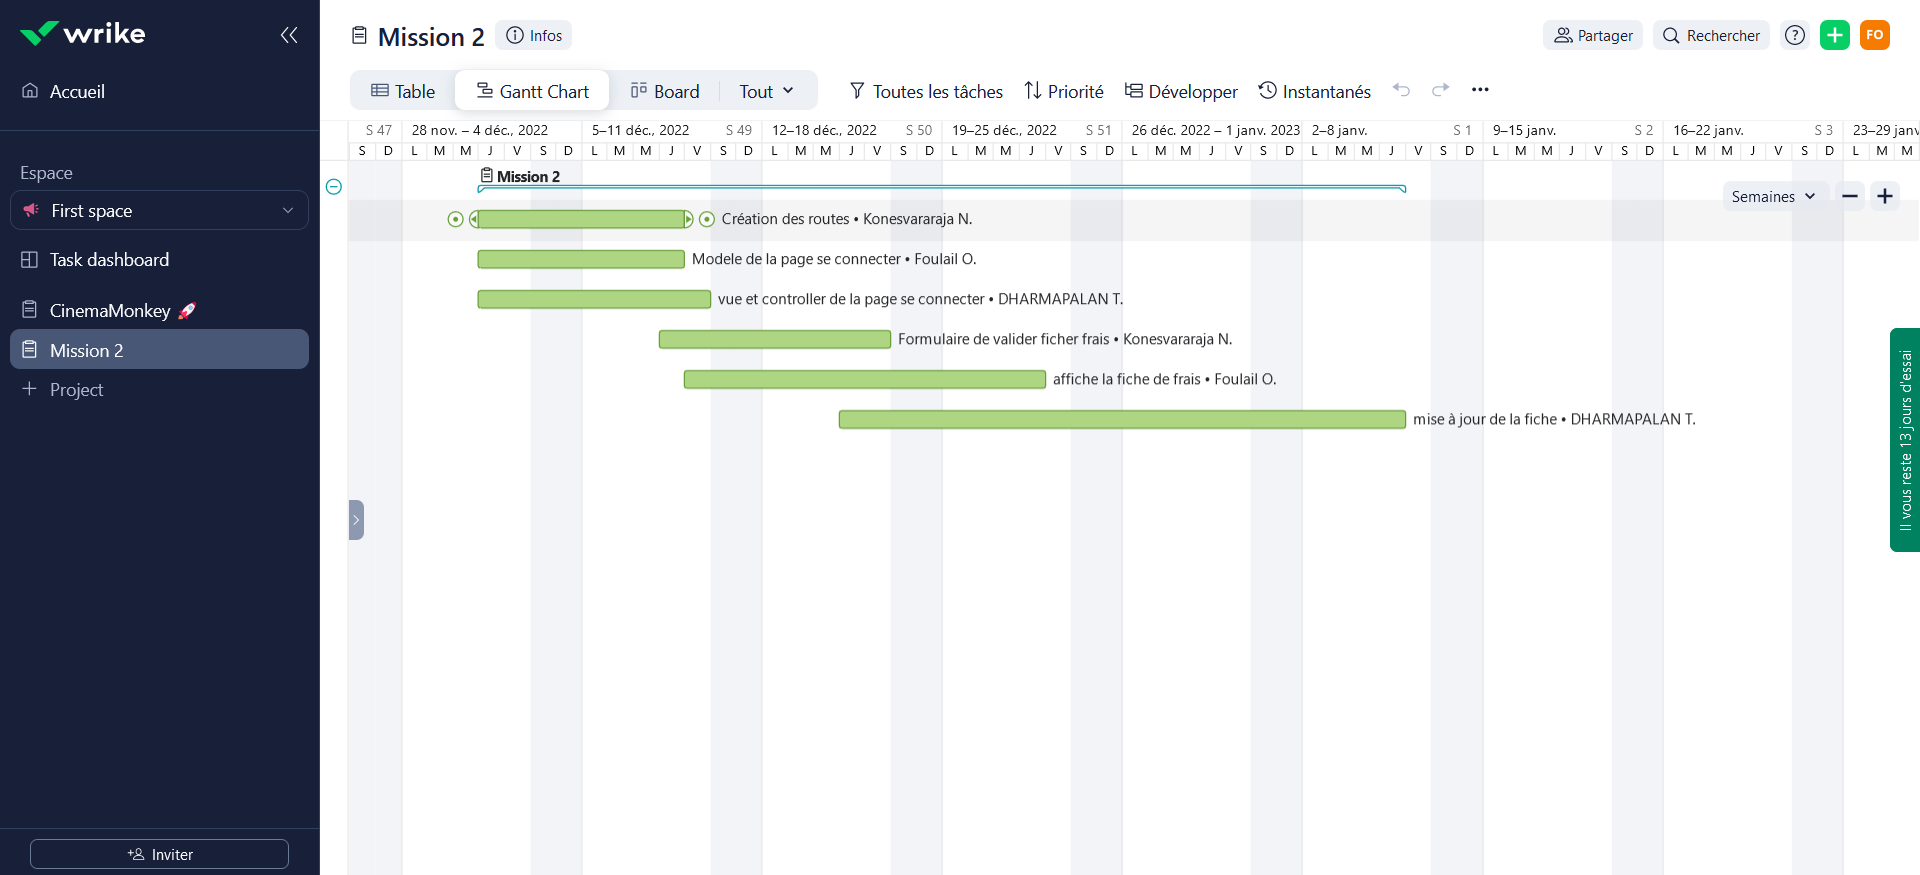 wrike
Mission 2 Infos
Partager Rechercher ? + FO
Accueil
Table Gantt Chart Board Tout Toutes les tâches Priorité Développer Instantanés
S 47 28 nov. – 4 déc., 2022 5–11 déc., 2022 S 49 12–18 déc., 2022 S 50 19–25 déc., 2022 S 51 26 déc. 2022 – 1 janv. 2023 2–8 janv. S 1 9–15 janv. S 2 16–22 janv. S 3 23–29 janv
S D L M M J V S D L M M J V S D L M M J V S D L M M J V S D L M M J V S D L M M J V S D L M M J V S D L M M J V S D L M M
Espace
First space
Task dashboard
CinemaMonkey 🚀
Mission 2
Project
Inviter
Mission 2
Semaines
Création des routes • Konesvararaja N.
Modele de la page se connecter • Foulail O.
vue et controller de la page se connecter • DHARMAPALAN T.
Formulaire de valider ficher frais • Konesvararaja N.
affiche la fiche de frais • Foulail O.
mise à jour de la fiche • DHARMAPALAN T.
Il vous reste 13 jours d'essai